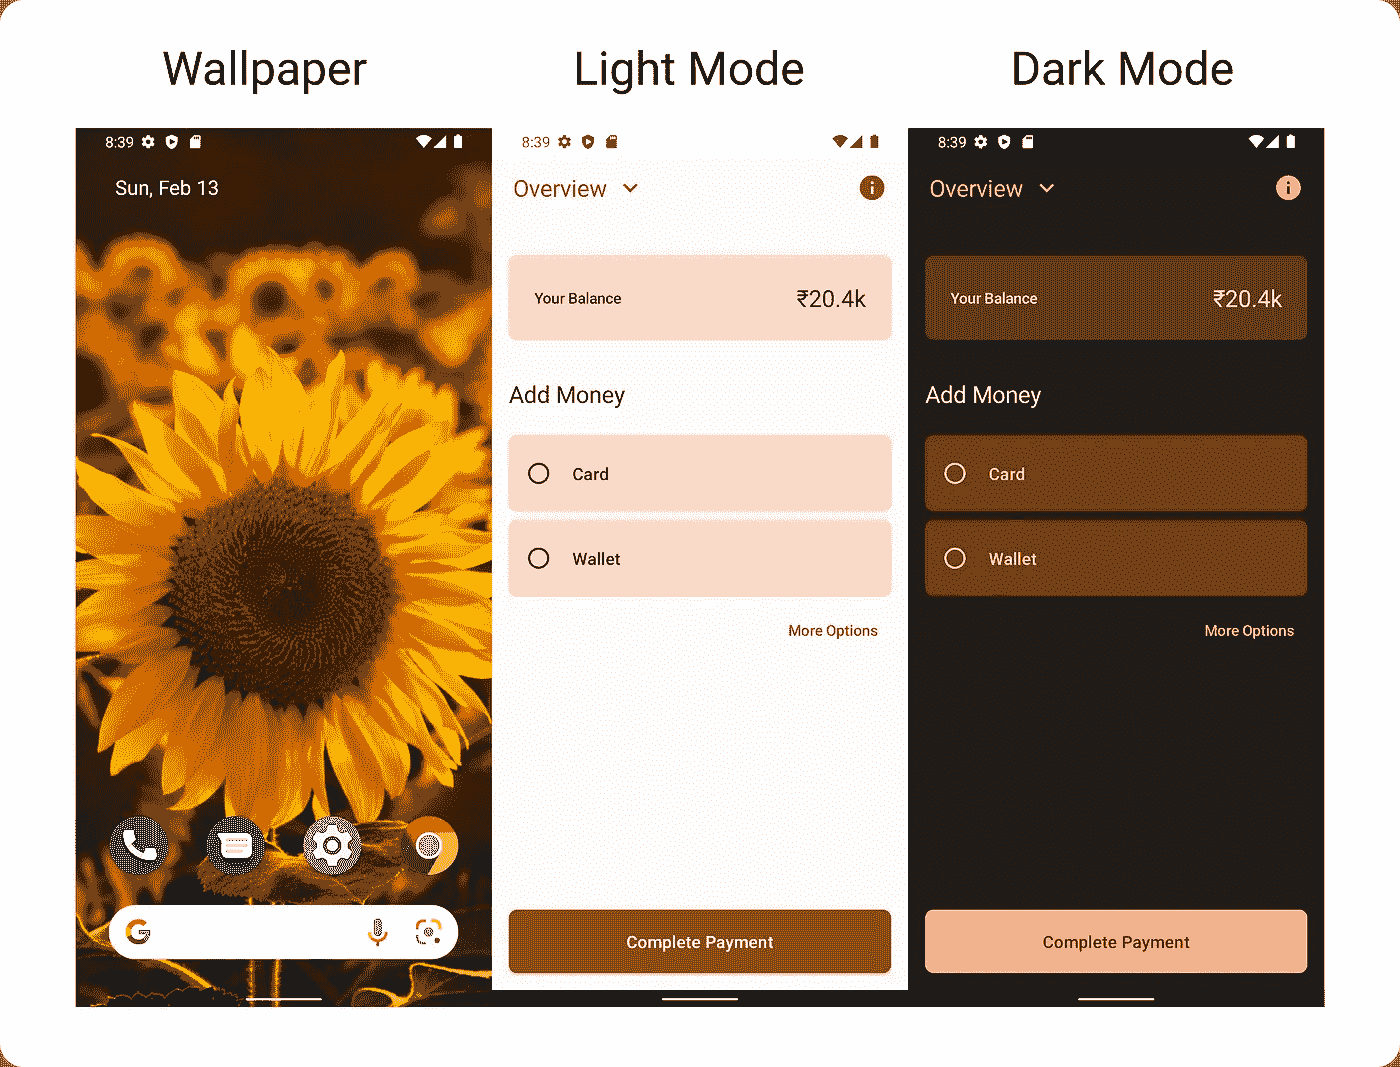 Wallpaper
Light Mode
Dark Mode
8:39
Sun, Feb 13
8:39
Overview
Your Balance
₹20.4k
Add Money
Card
Wallet
More Options
Complete Payment
8:39
Overview
Your Balance
₹20.4k
Add Money
Card
Wallet
More Options
Complete Payment